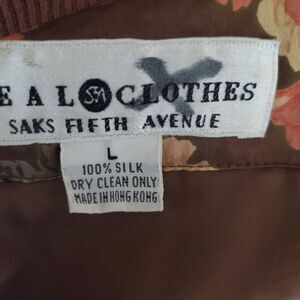 E A L SFA CLOTHES
SAKS FIFTH AVENUE
L
100% SILK
DRY CLEAN ONLY
MADE IN HONG KONG